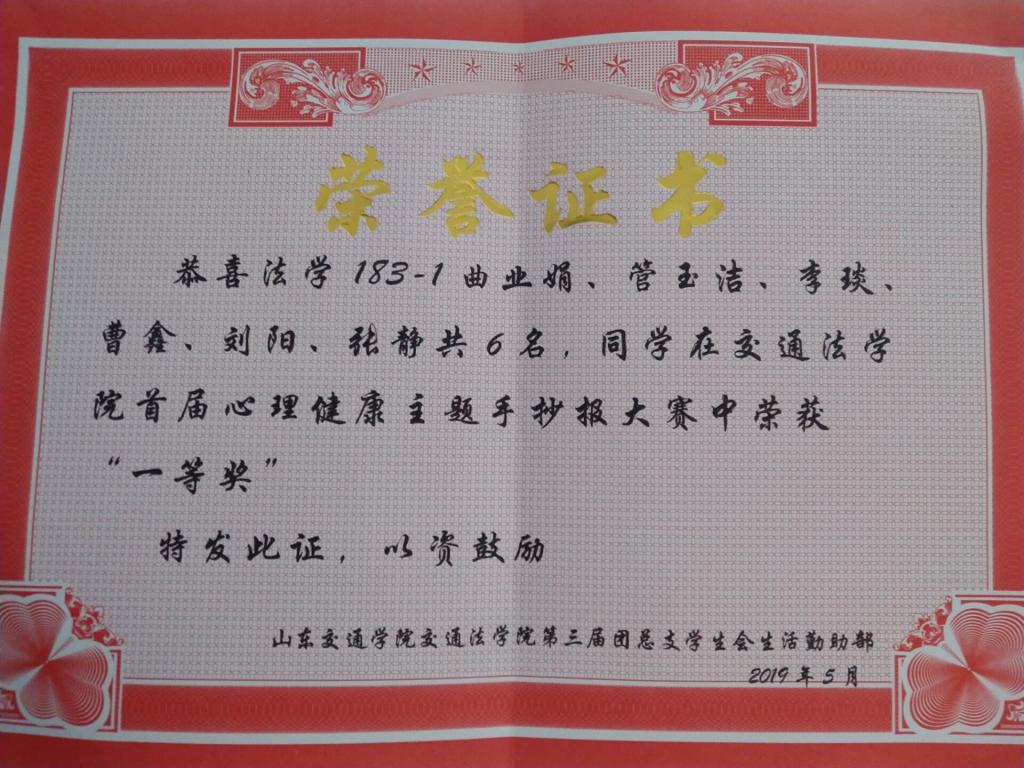 荣誉证书
恭喜法学183-1曲业娟、管玉洁、李琰、
曹鑫、刘阳、张静共6名，同学在交通法学
院首届心理健康主题手抄报大赛中荣获
“一等奖”
特发此证，以资鼓励
山东交通学院交通法学院第三届团总支学生会生活勤助部
2019年5月